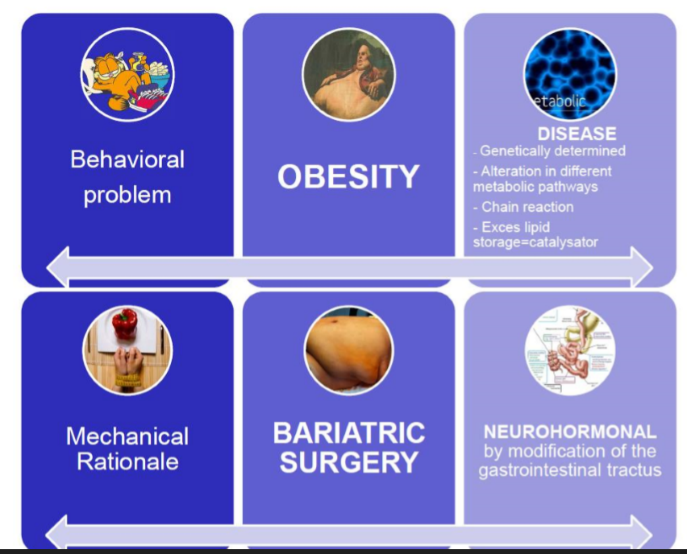 Behavioral
problem
OBESITY
etabolic
DISEASE
- Genetically determined
- Alteration in different
metabolic pathways
- Chain reaction
- Exces lipid
storage=catalysator
Mechanical
Rationale
BARIATRIC
SURGERY
NEUROHORMONAL
by modification of the
gastrointestinal tractus